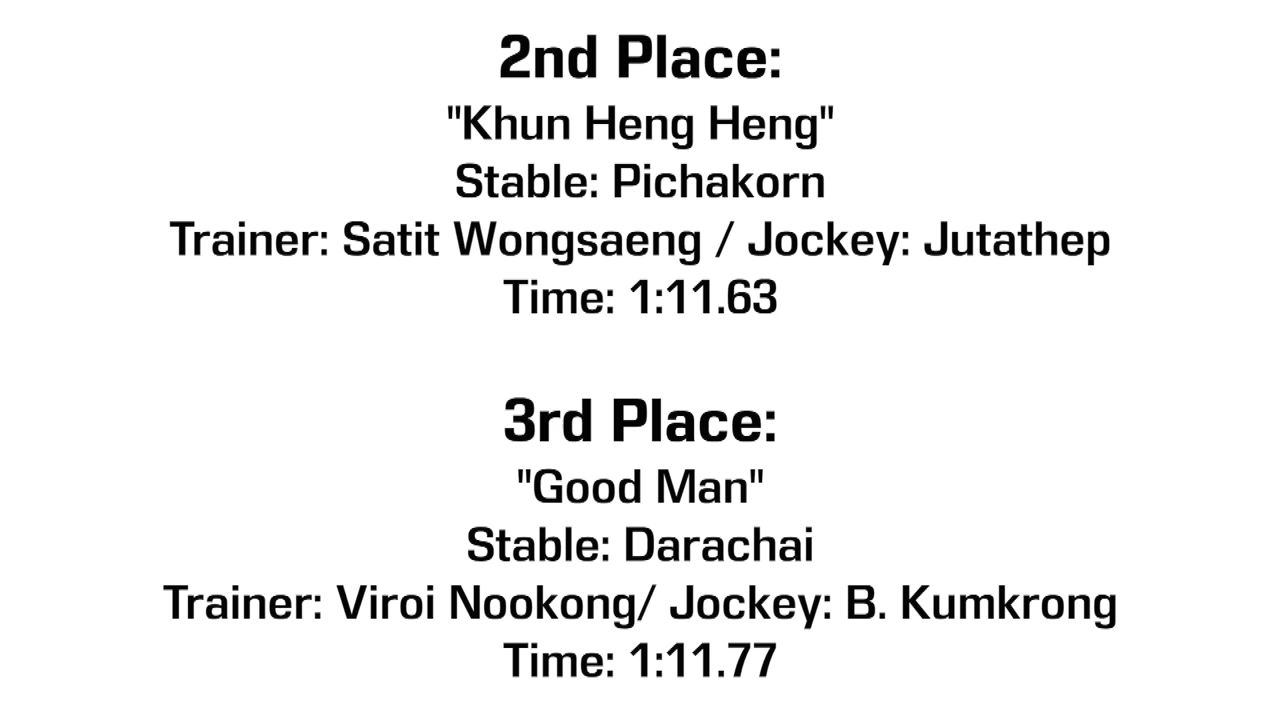 2nd Place:
"Khun Heng Heng"
Stable: Pichakorn
Trainer: Satit Wongsaeng / Jockey: Jutathep
Time: 1:11.63
3rd Place:
"Good Man"
Stable: Darachai
Trainer: Viroi Nookong/ Jockey: B. Kumkrong
Time: 1:11.77